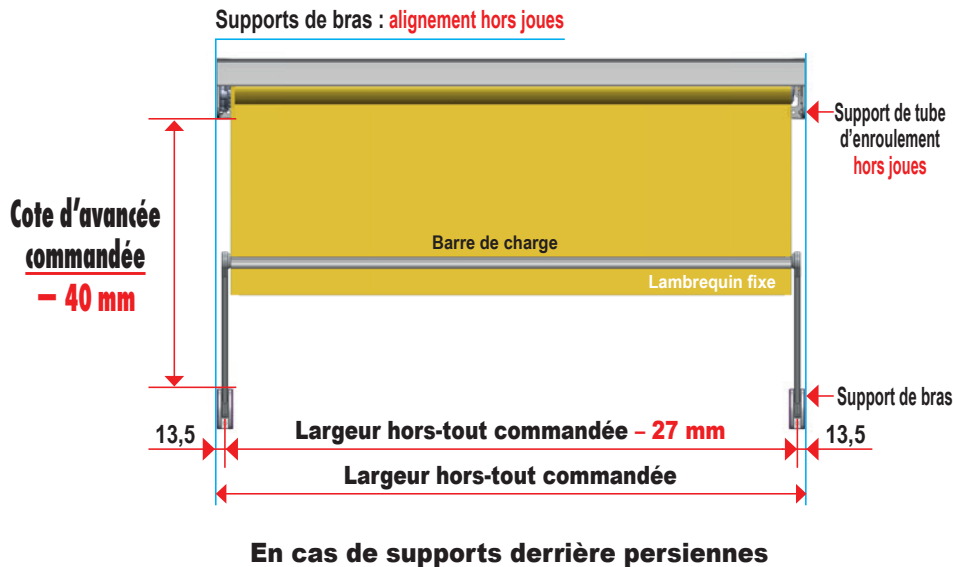 Supports de bras : alignement hors joues
Support de tube
d'enroulement
hors joues
Cote d'avancée
commandée
– 40 mm
Barre de charge
Lambrequin fixe
Support de bras
13,5
Largeur hors-tout commandée – 27 mm
13,5
Largeur hors-tout commandée
En cas de supports derrière persiennes